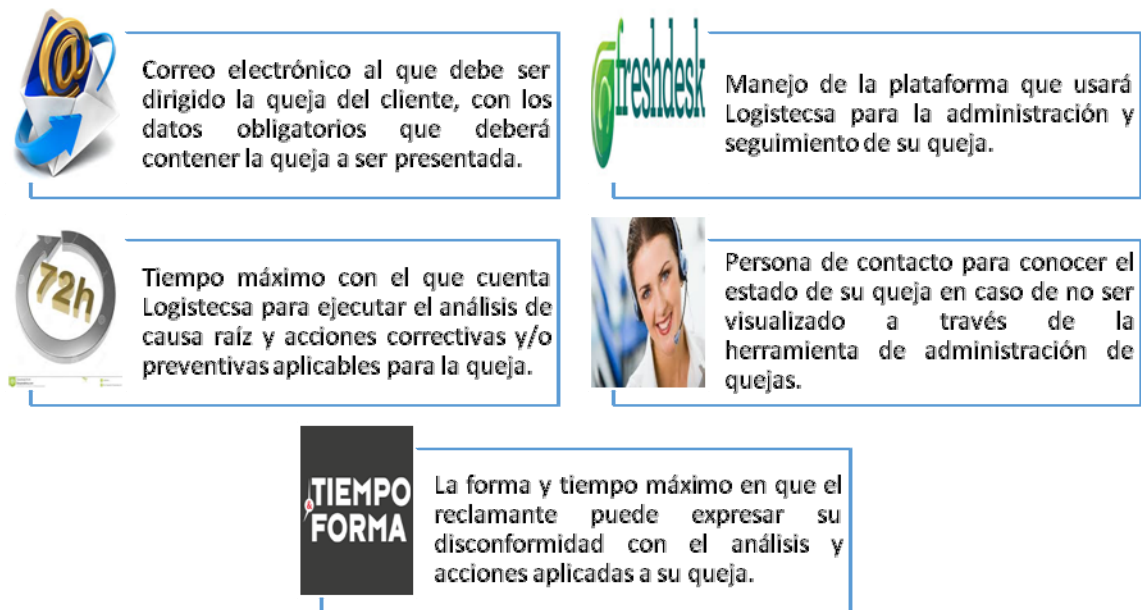 @
Correo electrónico al que debe ser
dirigido la queja del cliente, con los
datos obligatorios que deberá
contener la queja a ser presentada.
freshdesk
Manejo de la plataforma que usará
Logistecsa para la administración y
seguimiento de su queja.
72h
Tiempo máximo con el que cuenta
Logistecsa para ejecutar el análisis de
causa raíz y acciones correctivas y/o
preventivas aplicables para la queja.
Persona de contacto para conocer el
estado de su queja en caso de no ser
visualizado a través de la
herramienta de administración de
quejas.
TIEMPO
&
FORMA
La forma y tiempo máximo en que el
reclamante puede expresar su
disconformidad con el análisis y
acciones aplicadas a su queja.